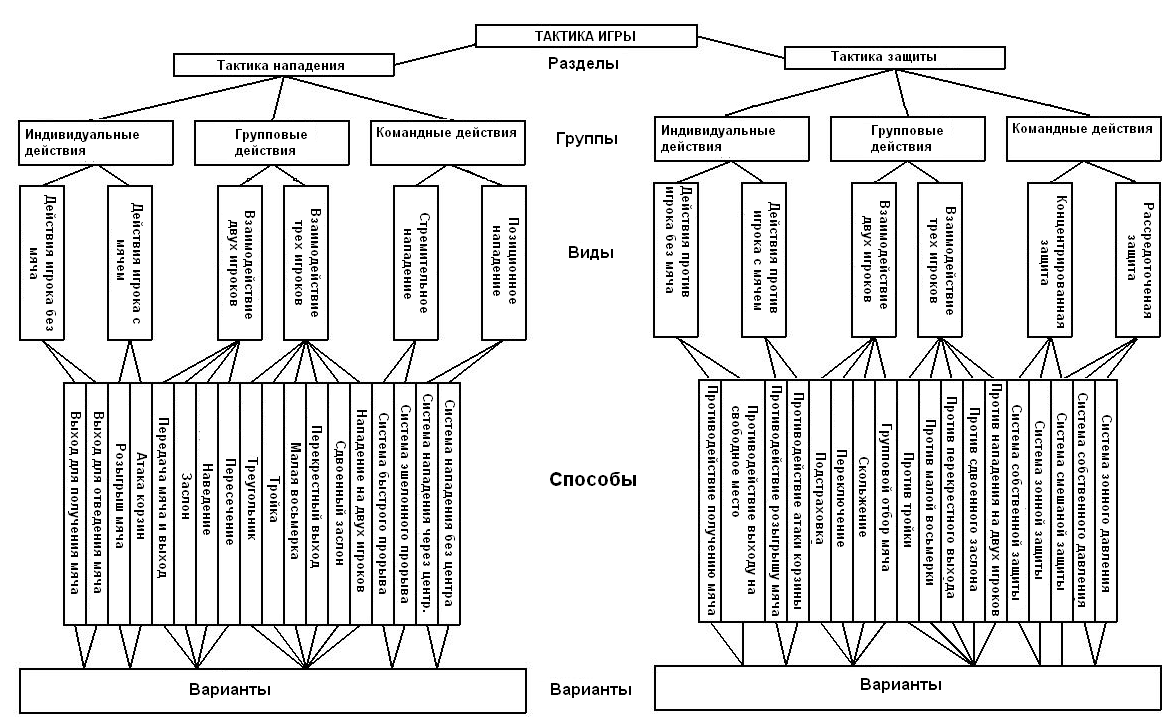 ТАКТИКА ИГРЫ
Тактика нападения
Разделы
Тактика защиты
Индивидуальные
действия
Групповые
действия
Командные действия
Группы
Индивидуальные
действия
Групповые
действия
Командные действия
Действия игрока без
мяча
Действия игрока с
мячем
Взаимодействие
двух игроков
Взаимодействие
трех игроков
Стремительное
нападение
Позиционное
нападение
Виды
Действия против
игрока без мяча
Действия против
игрока с мячем
Взаимодействие
двух игроков
Взаимодействие
трех игроков
Концентрированная
защита
Рассредоточеная
защита
Выход для получения мяча
Выход для отведения мяча
Розыгрыш мяча
Атака корзин
Передача мяча и выход
Заслон
Наведение
Пересечение
Треугольник
Тройка
Малая восьмерка
Перекрестный выход
Сдвоенный заслон
Нападение на двух игроков
Система быстрого прорыва
Система эшелонного прорыва
Система нападения через центр.
Система нападения без центра
Способы
Противодействие получению мяча
Противодействие выходу на
свободное место
Противодействие розыгрышу мяча
Противодействие атаки корзины
Подстраховка
Переключение
Скольжение
Групповой отбор мяча
Против тройки
Против малой восьмерки
Против перекрестного выхода
Против сдвоенного заслона
Против нападения на двух игроков
Система собственной защиты
Система зонной защиты
Система смешаной защиты
Система собственного давления
Система зонного давления
Варианты
Варианты
Варианты